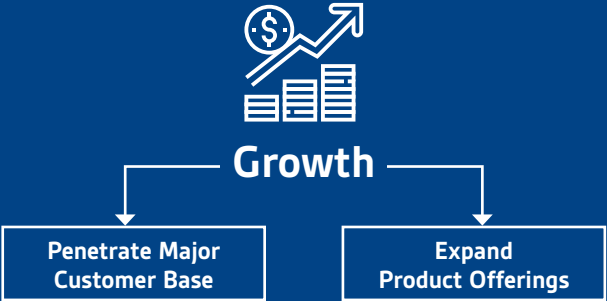 $
Growth
Penetrate Major
Customer Base
Expand
Product Offerings